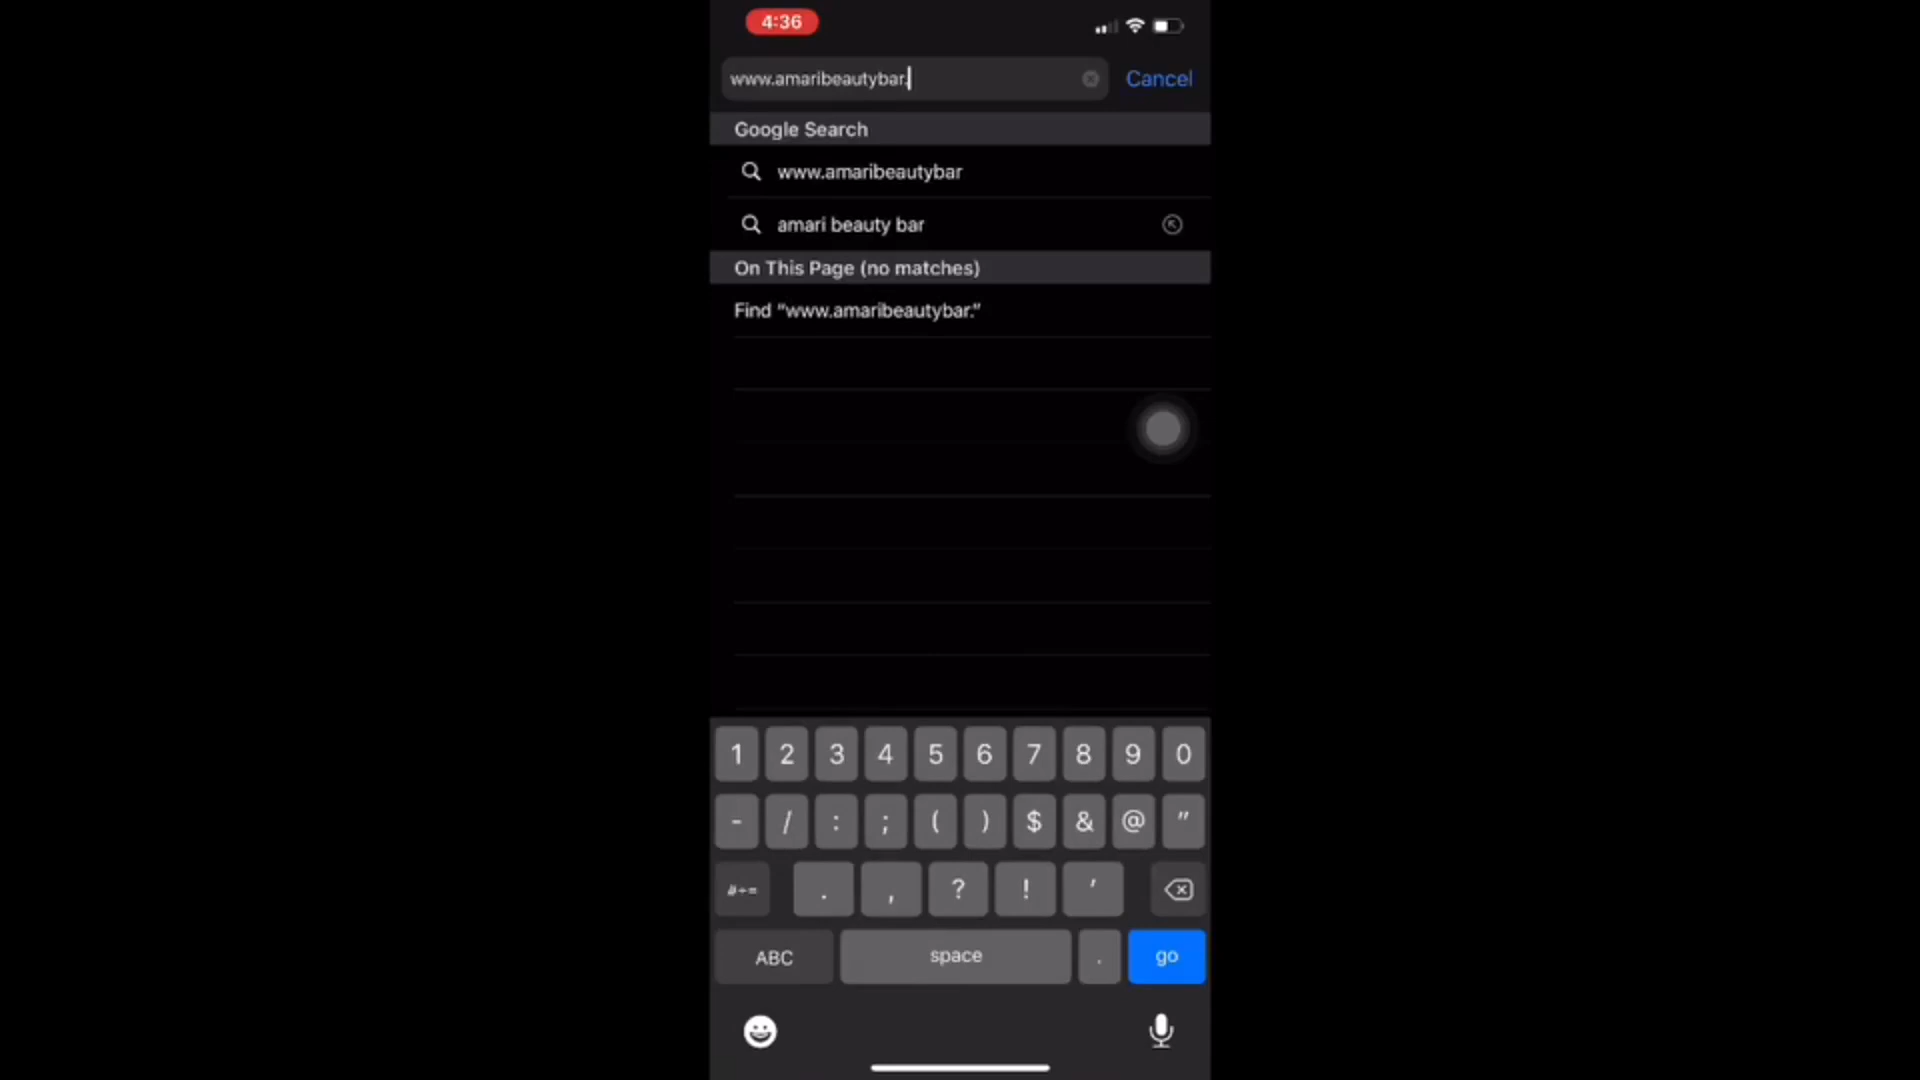 4:36
www.amaribeautybar.
Cancel
Google Search
www.amaribeautybar
amari beauty bar
On This Page (no matches)
Find "www.amaribeautybar."
1 2 3 4 5 6 7 8 9 0
- / : ; ( ) $ & @ "
#+= . , ? ! '
ABC space . go